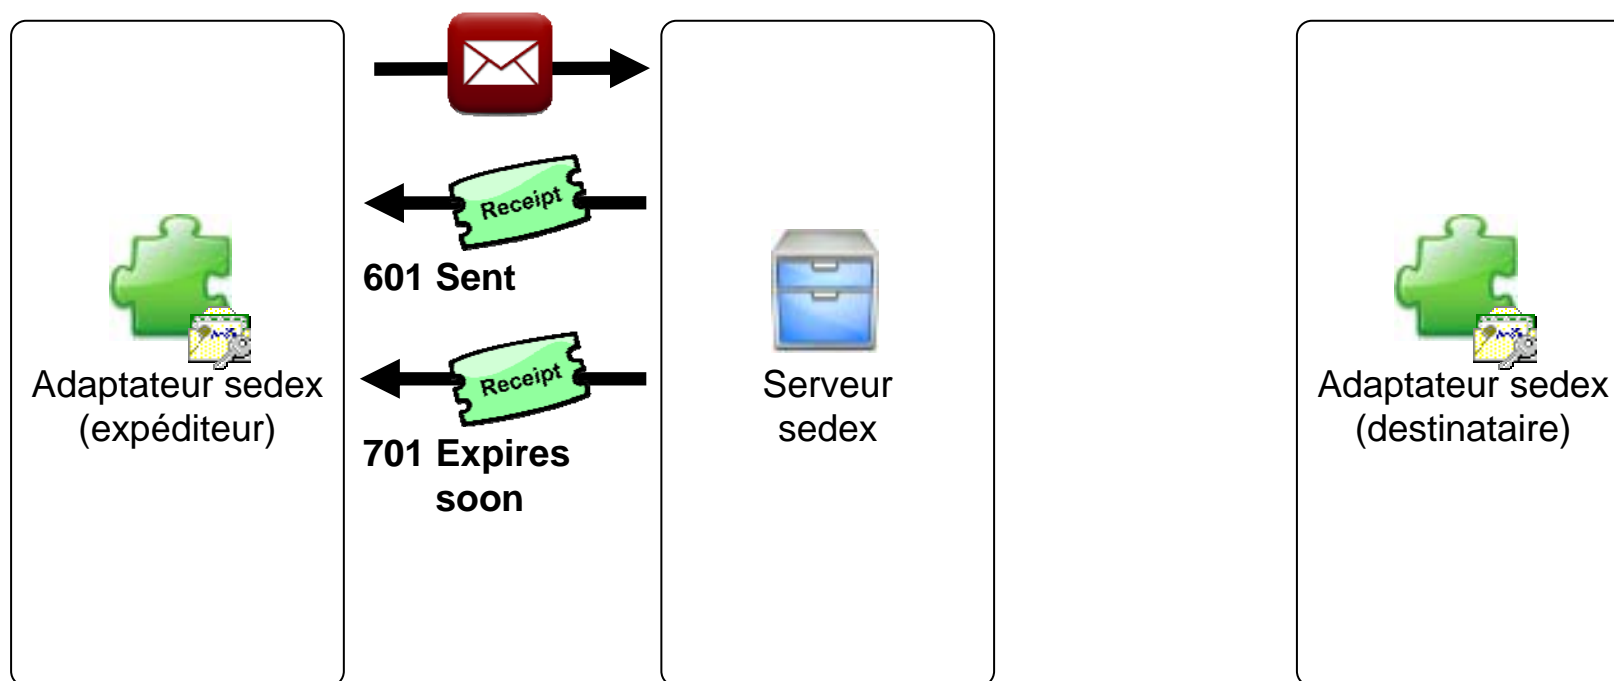 Receipt
601 Sent
Receipt
701 Expires
soon
Adaptateur sedex
(expéditeur)
Serveur
sedex
Adaptateur sedex
(destinataire)